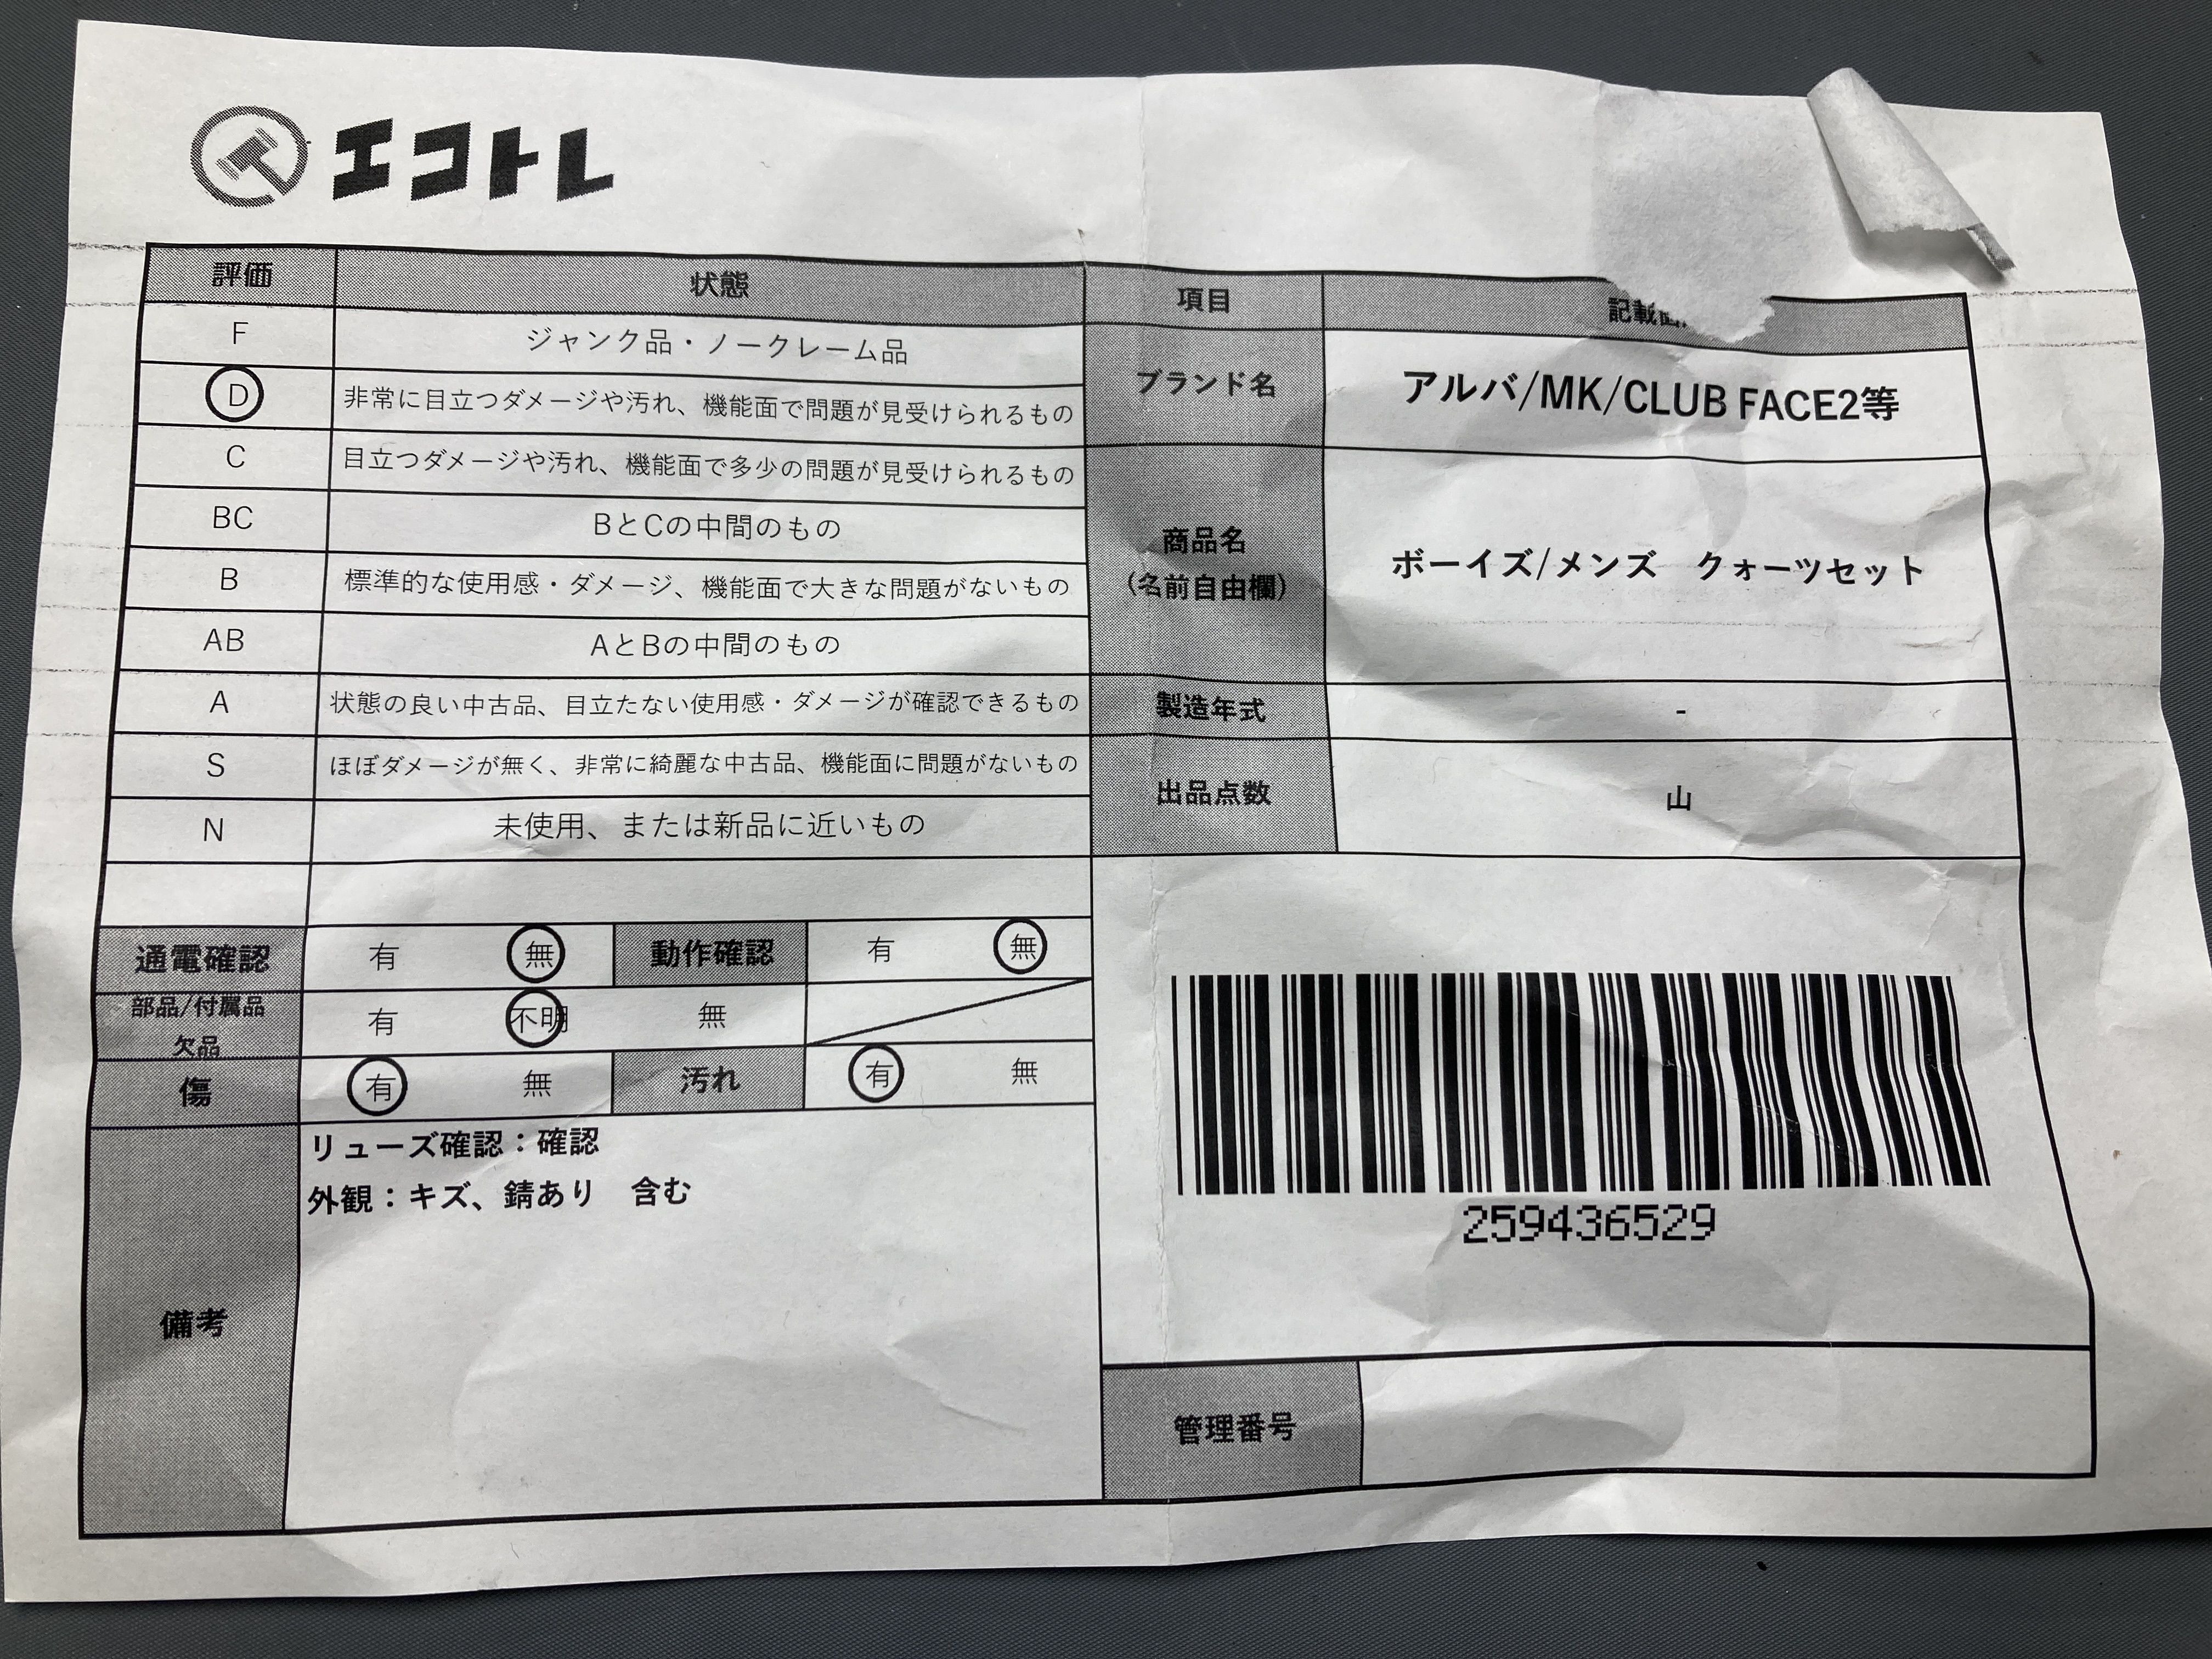 エコトレ
評価 状態
F ジャンク品・ノークレーム品
D 非常に目立つダメージや汚れ、機能面で問題が見受けられるもの
C 目立つダメージや汚れ、機能面で多少の問題が見受けられるもの
BC BとCの中間のもの
B 標準的な使用感・ダメージ、機能面で大きな問題がないもの
AB AとBの中間のもの
A 状態の良い中古品、目立たない使用感・ダメージが確認できるもの
S ほぼダメージが無く、非常に綺麗な中古品、機能面に問題がないもの
N 未使用、または新品に近いもの
通電確認 有 無 動作確認 有 無
部品/付属品
欠品 有 不明 無
傷 有 無 汚れ 有 無
備考
リューズ確認：確認
外観：キズ、錆あり 含む
項目 記載
ブランド名 アルバ/MK/CLUB FACE2等
商品名
(名前自由欄)
ボーイズ/メンズ クォーツセット
製造年式 -
出品点数 山
259436529
管理番号